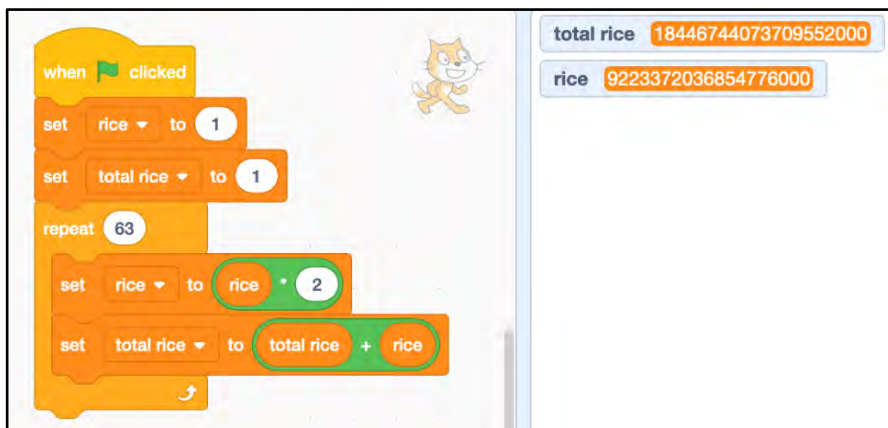 when clicked
set rice to 1
set total rice to 1
repeat 63
set rice to rice * 2
set total rice to total rice + rice
total rice 18446744073709552000
rice 9223372036854776000